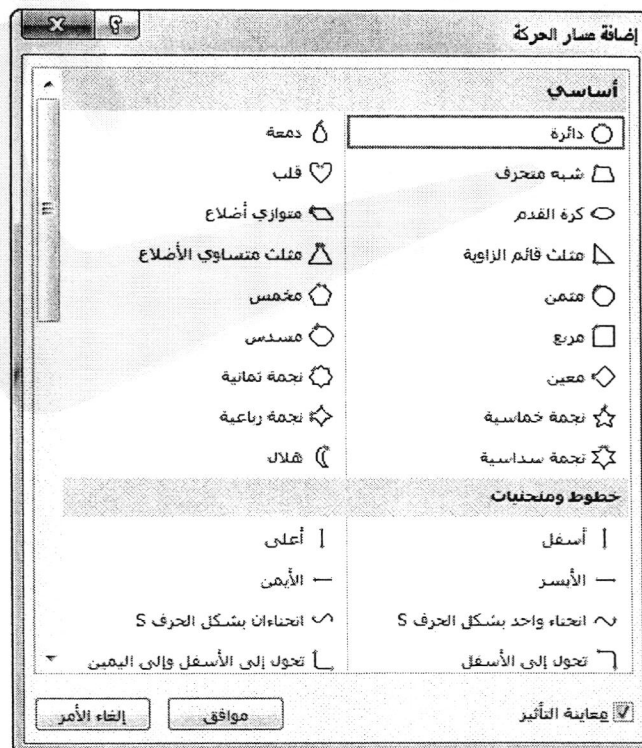 إضافة مسار الحركة
أساسي
دائرة دمعة
شبه منحرف قلب
كرة القدم متوازي أضلاع
مثلث قائم الزاوية مثلث متساوي الأضلاع
مثمن مخمس
مربع مسدس
معين نجمة ثمانية
نجمة خماسية نجمة رباعية
نجمة سداسية هلال
خطوط ومنحنيات
أسفل أعلى
الأيسر الأيمن
انحناء واحد بشكل الحرف S انحناءان بشكل الحرف S
تحول إلى الأسفل تحول إلى الأسفل وإلى اليمين
معاينة التأثير موافق إلغاء الأمر